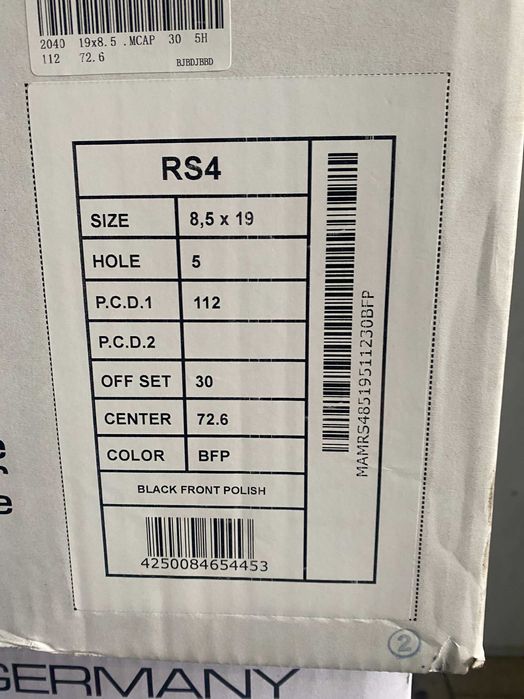 2040 19x8.5 .MCAP 30 5H
112 72.6 BJBDJBBD
RS4
SIZE 8,5 x 19
HOLE 5
P.C.D.1 112
P.C.D.2
OFF SET 30
CENTER 72.6
COLOR BFP
BLACK FRONT POLISH
4250084654453
MAMRS48519511230BFP
2
GERMANY